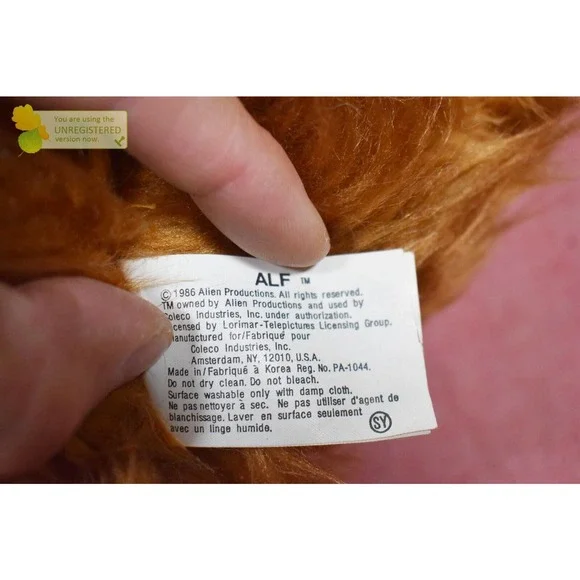 You are using the
UNREGISTERED
version now.
ALF TM
© 1986 Alien Productions. All rights reserved.
TM owned by Alien Productions and used by
Coleco Industries, Inc. under authorization.
Licensed by Lorimar-Telepictures Licensing Group.
Manufactured for/Fabriqué pour
Coleco Industries, Inc.
Amsterdam, NY, 12010, U.S.A.
Made in/Fabriqué à Korea Reg. No. PA-1044.
Do not dry clean. Do not bleach.
Surface washable only with damp cloth.
Ne pas nettoyer à sec. Ne pas utiliser d'agent de
blanchissage. Laver en surface seulement
avec un linge humide.
SY